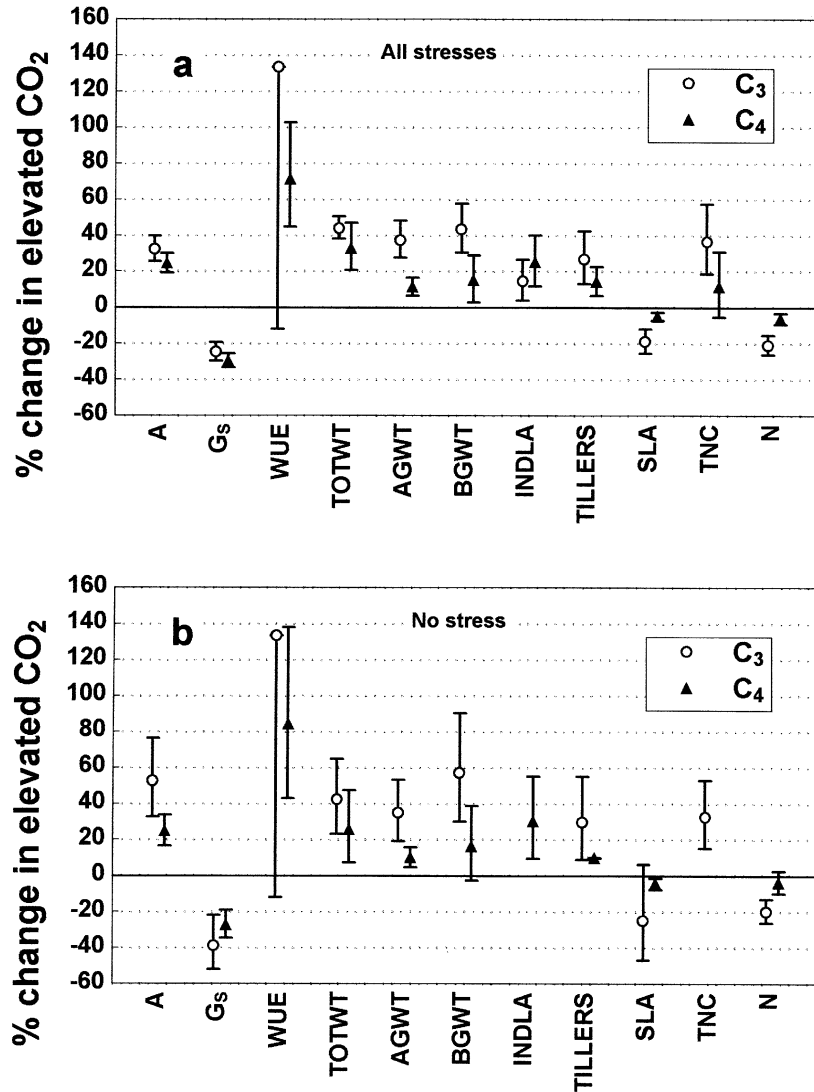 a
All stresses
C3
C4
% change in elevated CO2
160
140
120
100
80
60
40
20
0
-20
-40
-60
A
Gs
WUE
TOTWT
AGWT
BGWT
INDLA
TILLERS
SLA
TNC
N
b
No stress
C3
C4
% change in elevated CO2
160
140
120
100
80
60
40
20
0
-20
-40
-60
A
Gs
WUE
TOTWT
AGWT
BGWT
INDLA
TILLERS
SLA
TNC
N